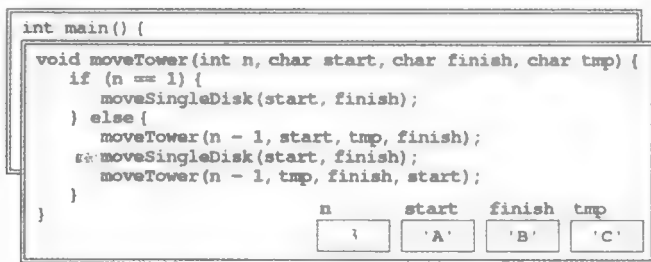 int main() {
void moveTower(int n, char start, char finish, char tmp) {
if (n == 1) {
moveSingleDisk(start, finish);
} else {
moveTower(n - 1, start, tmp, finish);
moveSingleDisk(start, finish);
moveTower(n - 1, tmp, finish, start);
}
}
n start finish tmp
'A' 'B' 'C'